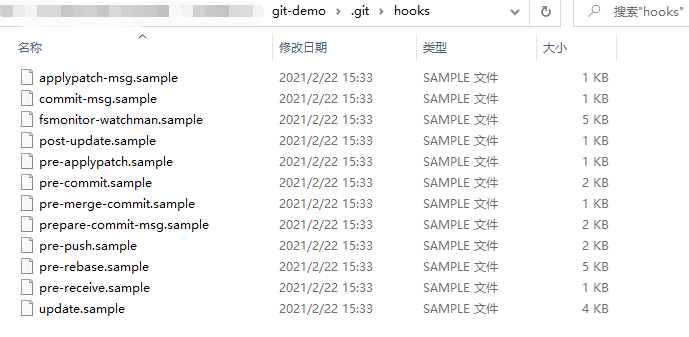 git-demo > .git > hooks 搜索"hooks"
名称 修改日期 类型 大小
applypatch-msg.sample 2021/2/22 15:33 SAMPLE 文件 1 KB
commit-msg.sample 2021/2/22 15:33 SAMPLE 文件 1 KB
fsmonitor-watchman.sample 2021/2/22 15:33 SAMPLE 文件 5 KB
post-update.sample 2021/2/22 15:33 SAMPLE 文件 1 KB
pre-applypatch.sample 2021/2/22 15:33 SAMPLE 文件 1 KB
pre-commit.sample 2021/2/22 15:33 SAMPLE 文件 2 KB
pre-merge-commit.sample 2021/2/22 15:33 SAMPLE 文件 1 KB
prepare-commit-msg.sample 2021/2/22 15:33 SAMPLE 文件 2 KB
pre-push.sample 2021/2/22 15:33 SAMPLE 文件 2 KB
pre-rebase.sample 2021/2/22 15:33 SAMPLE 文件 5 KB
pre-receive.sample 2021/2/22 15:33 SAMPLE 文件 1 KB
update.sample 2021/2/22 15:33 SAMPLE 文件 4 KB